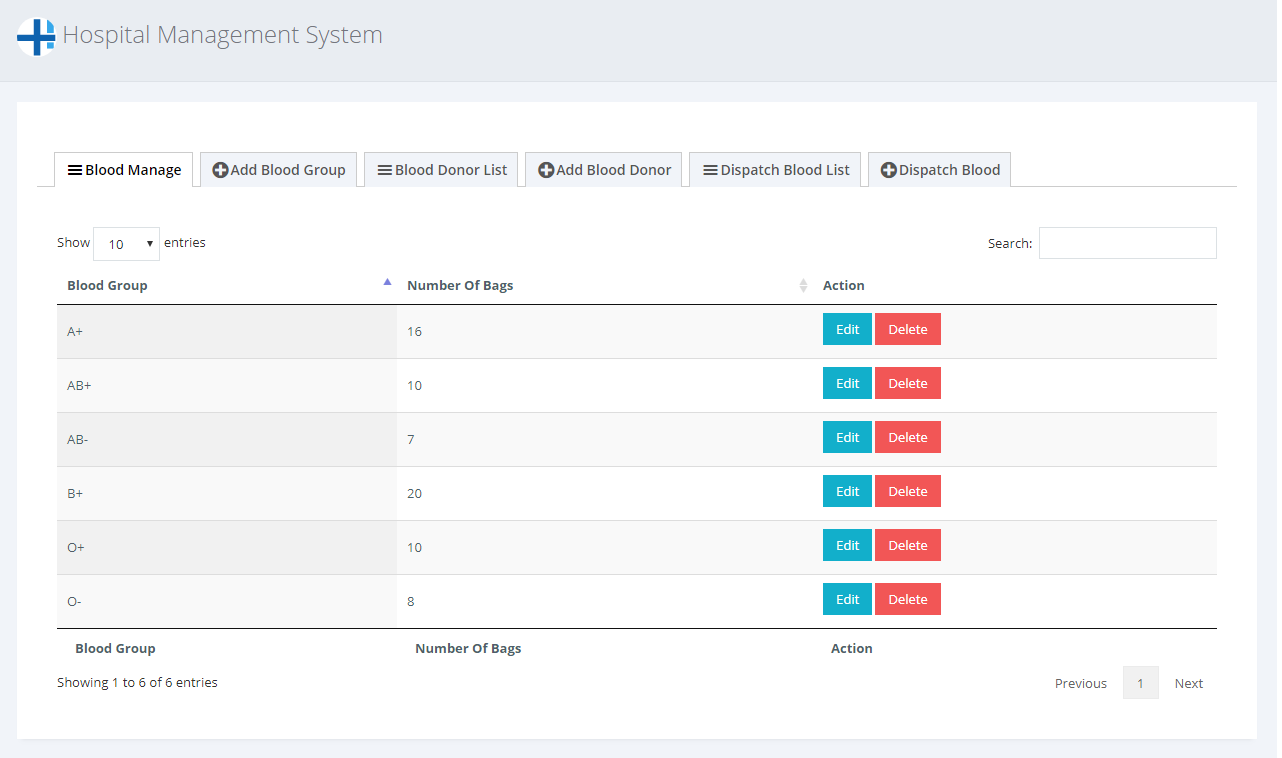 Hospital Management System
Blood Manage Add Blood Group Blood Donor List Add Blood Donor Dispatch Blood List Dispatch Blood
Show 10 entries Search:
Blood Group Number Of Bags Action
A+ 16 Edit Delete
AB+ 10 Edit Delete
AB- 7 Edit Delete
B+ 20 Edit Delete
O+ 10 Edit Delete
O- 8 Edit Delete
Blood Group Number Of Bags Action
Showing 1 to 6 of 6 entries Previous 1 Next